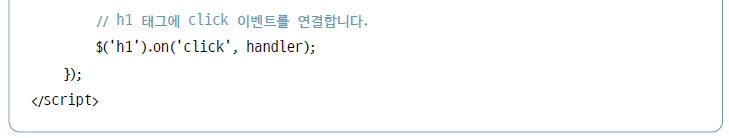 // h1 태그에 click 이벤트를 연결합니다.
$('h1').on('click', handler);
});
</script>